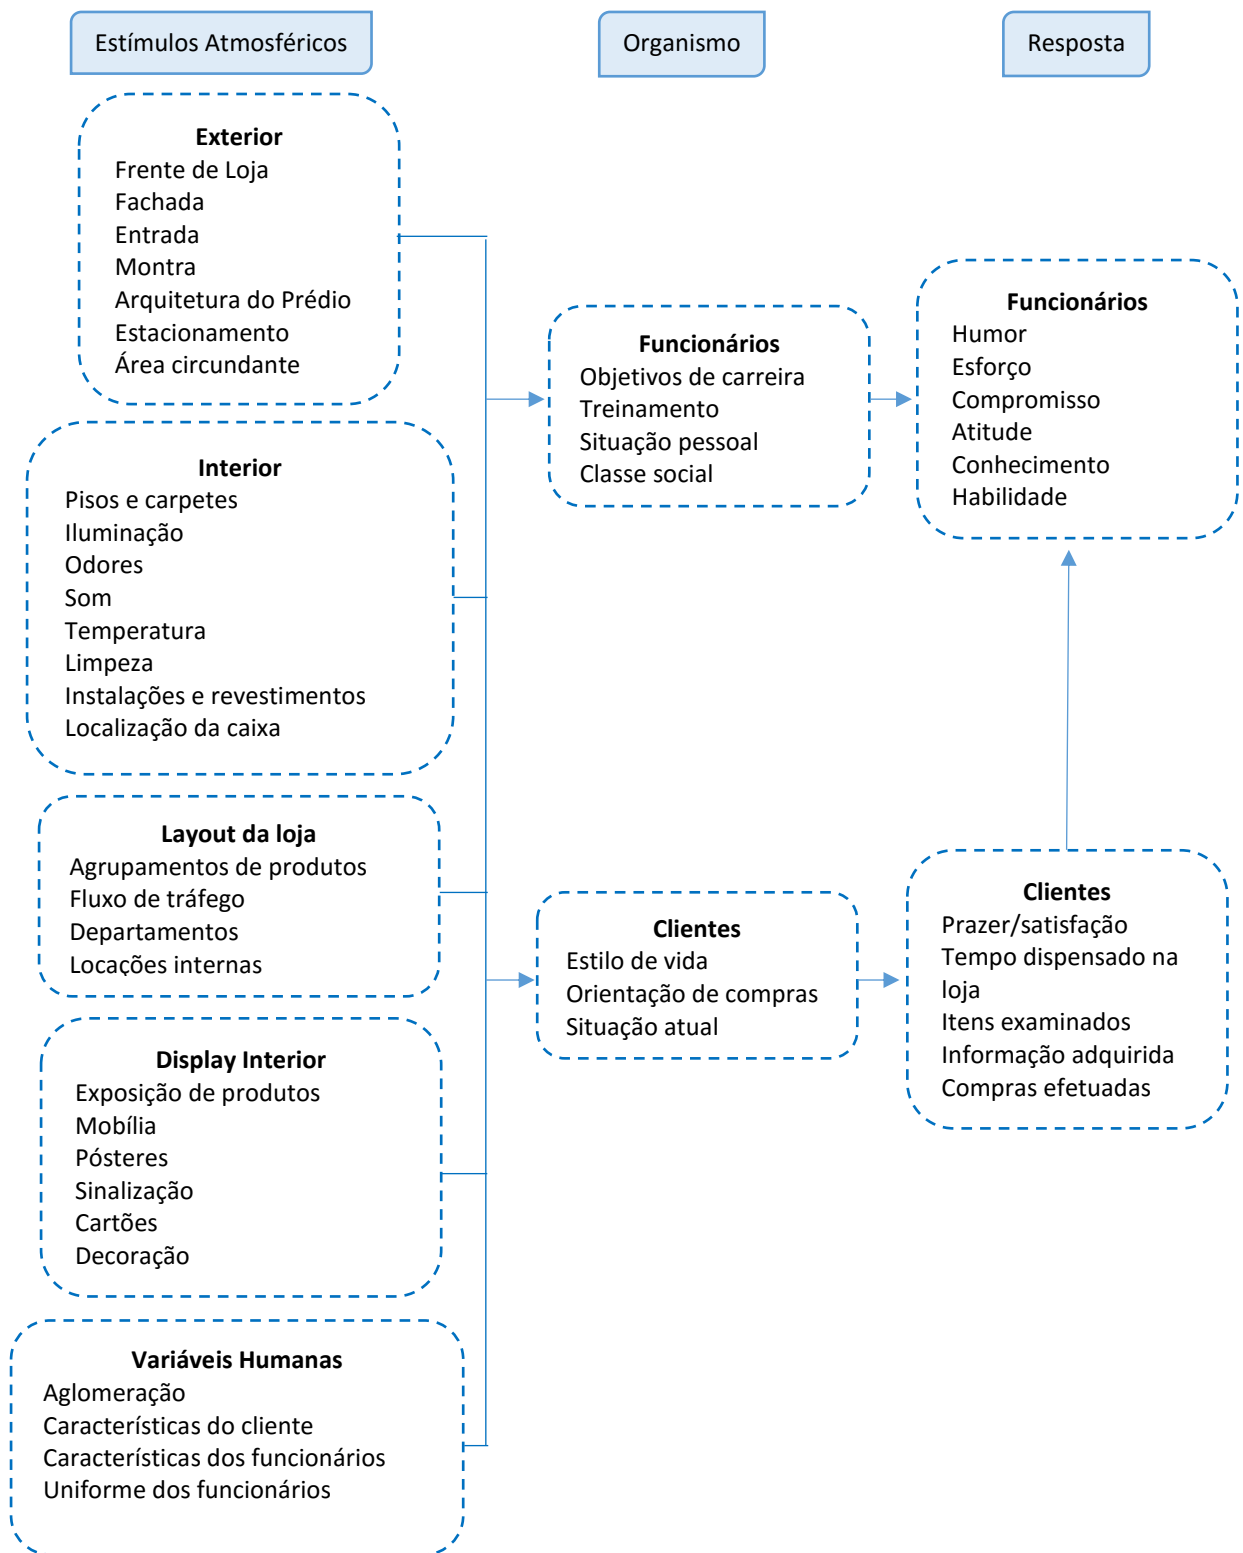 Estímulos Atmosféricos
Organismo
Resposta
Exterior
Frente de Loja
Fachada
Entrada
Montra
Arquitetura do Prédio
Estacionamento
Área circundante
Interior
Pisos e carpetes
Iluminação
Odores
Som
Temperatura
Limpeza
Instalações e revestimentos
Localização da caixa
Layout da loja
Agrupamentos de produtos
Fluxo de tráfego
Departamentos
Locações internas
Display Interior
Exposição de produtos
Mobília
Pósteres
Sinalização
Cartões
Decoração
Variáveis Humanas
Aglomeração
Características do cliente
Características dos funcionários
Uniforme dos funcionários
Funcionários
Objetivos de carreira
Treinamento
Situação pessoal
Classe social
Clientes
Estilo de vida
Orientação de compras
Situação atual
Funcionários
Humor
Esforço
Compromisso
Atitude
Conhecimento
Habilidade
Clientes
Prazer/satisfação
Tempo dispensado na
loja
Itens examinados
Informação adquirida
Compras efetuadas